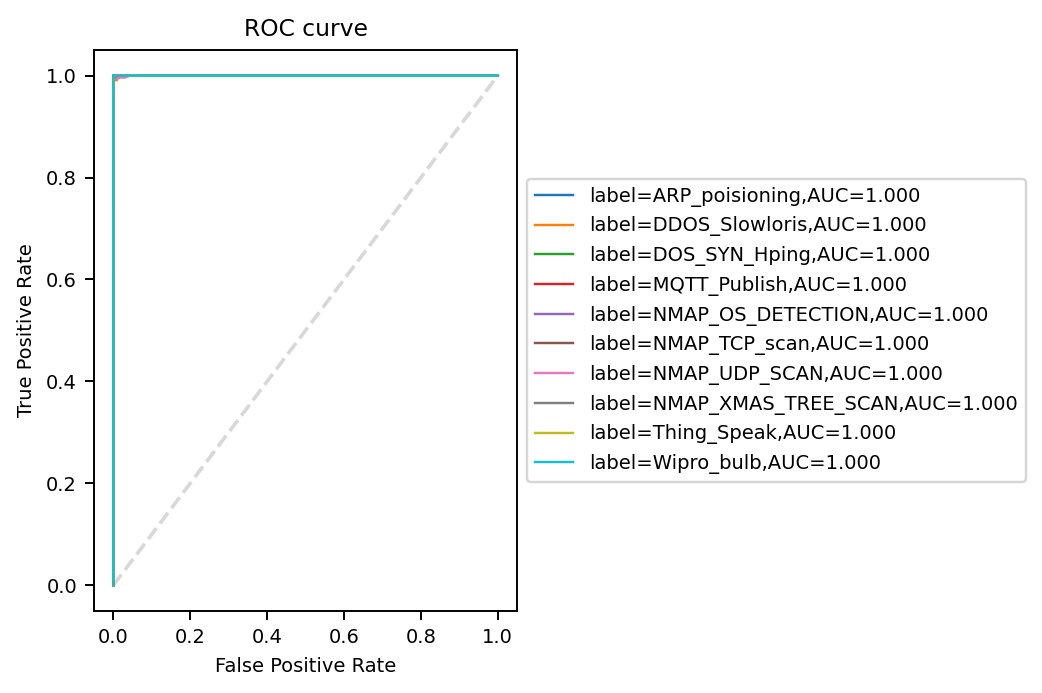 ROC curve
1.0
0.8
0.6
0.4
0.2
0.0
True Positive Rate
0.0 0.2 0.4 0.6 0.8 1.0
False Positive Rate
label=ARP_poisioning,AUC=1.000
label=DDOS_Slowloris,AUC=1.000
label=DOS_SYN_Hping,AUC=1.000
label=MQTT_Publish,AUC=1.000
label=NMAP_OS_DETECTION,AUC=1.000
label=NMAP_TCP_scan,AUC=1.000
label=NMAP_UDP_SCAN,AUC=1.000
label=NMAP_XMAS_TREE_SCAN,AUC=1.000
label=Thing_Speak,AUC=1.000
label=Wipro_bulb,AUC=1.000